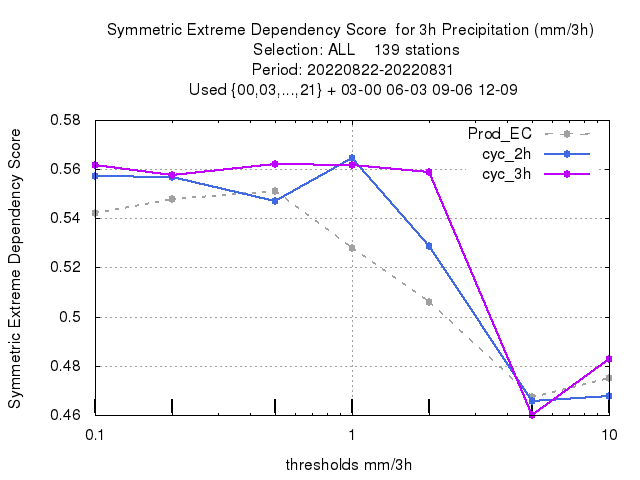 Symmetric Extreme Dependency Score  for 3h Precipitation (mm/3h)
Selection: ALL    139 stations
Period: 20220822-20220831
Used {00,03,...,21} + 03-00 06-03 09-06 12-09
Symmetric Extreme Dependency Score
0.58
0.56
0.54
0.52
0.5
0.48
0.46
Prod_EC
cyc_2h
cyc_3h
0.1 1 10
thresholds mm/3h